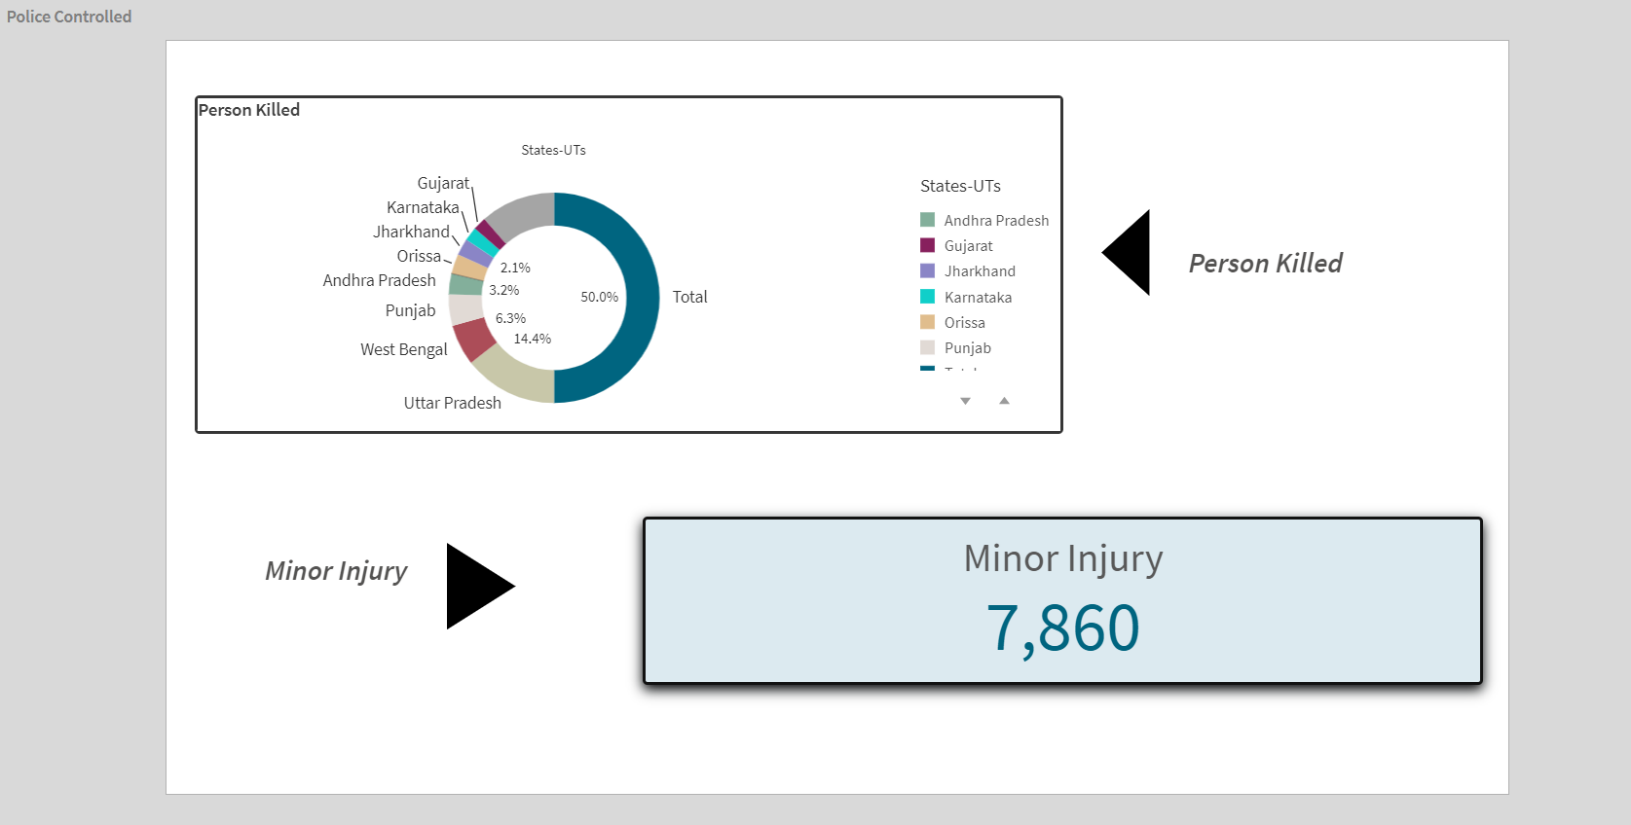 Police Controlled
Person Killed
States-UTs
Gujarat
Karnataka
Jharkhand
Orissa
Andhra Pradesh
Punjab
West Bengal
Uttar Pradesh
2.1%
3.2%
6.3%
14.4%
50.0%
Total
States-UTs
Andhra Pradesh
Gujarat
Jharkhand
Karnataka
Orissa
Punjab
Person Killed
Minor Injury
Minor Injury
7,860